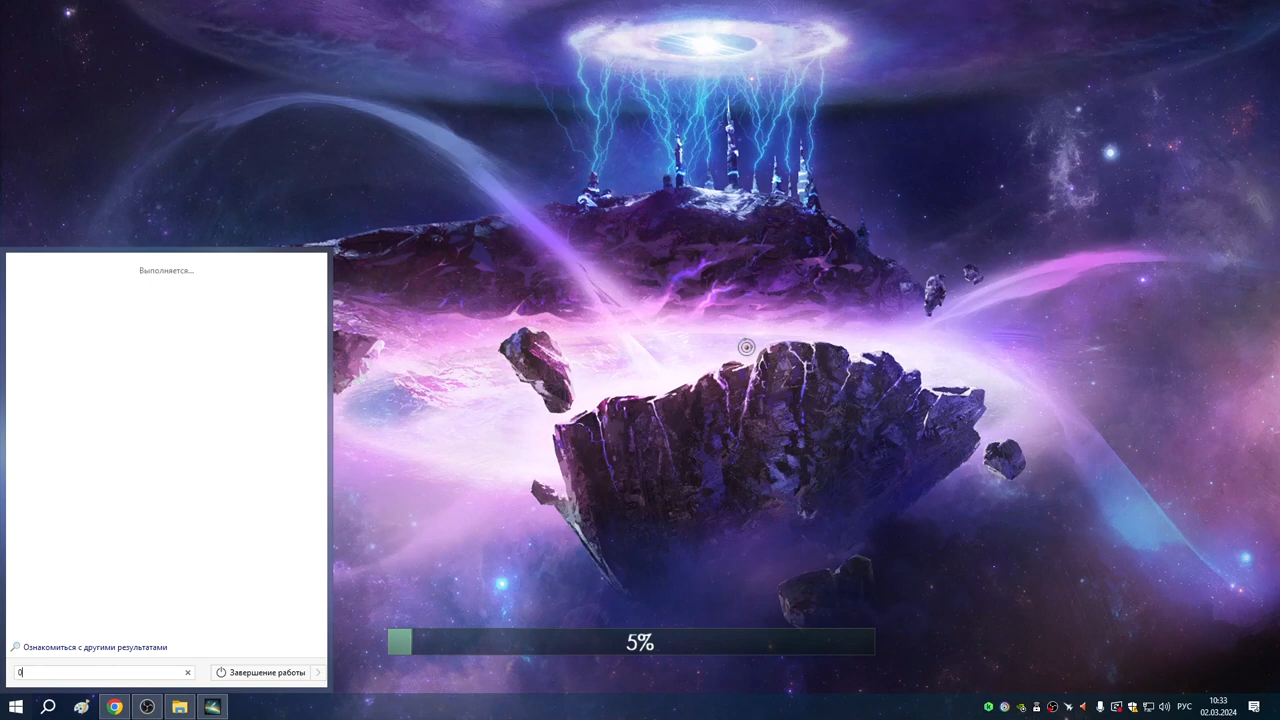 Выполняется...
5%
Ознакомиться с другими результатами
0
Завершение работы
РУС
10:33
02.03.2024